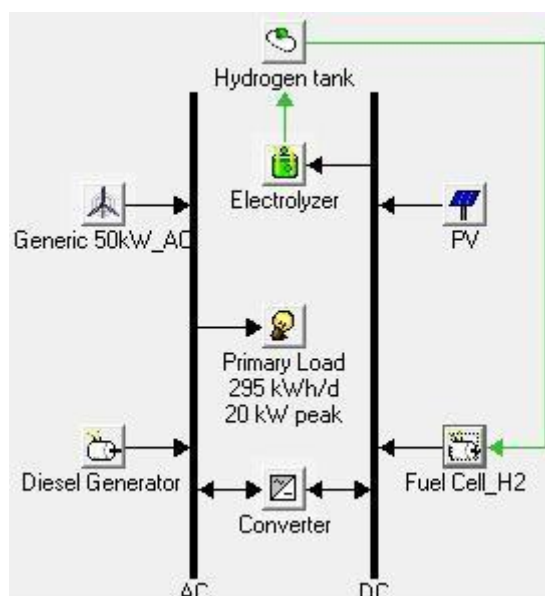 Hydrogen tank
Electrolyzer
Generic 50kW_AC
PV
Primary Load
295 kWh/d
20 kW peak
Diesel Generator
Fuel Cell_H2
Converter
AC
DC